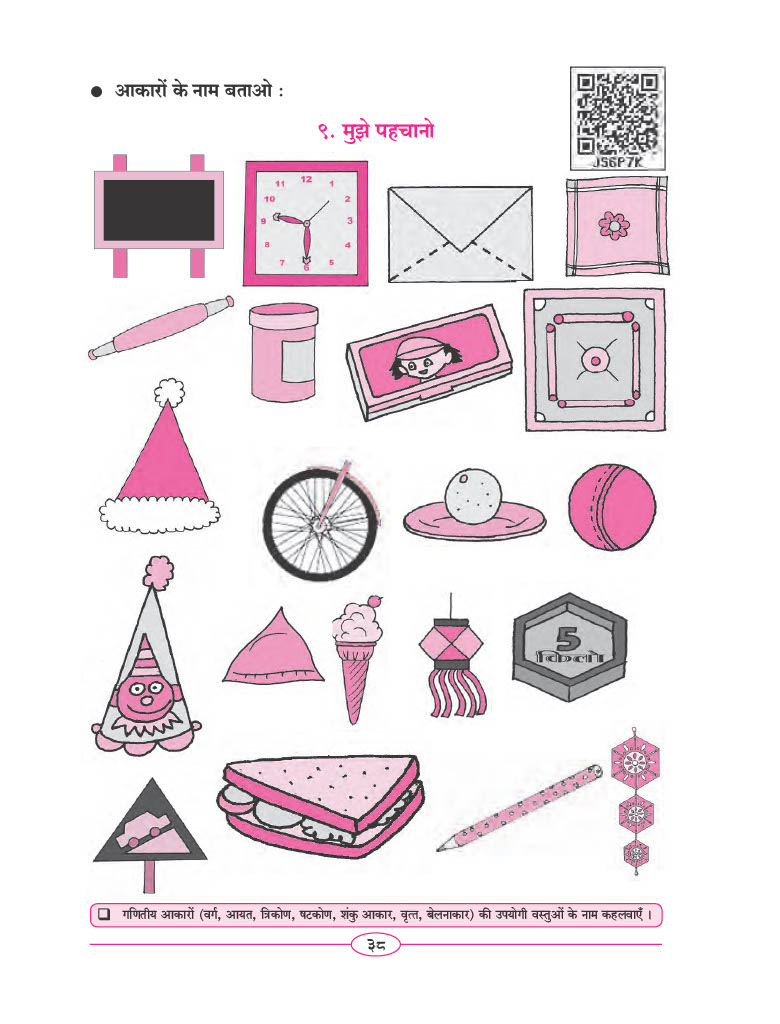 ● आकारों के नाम बताओ :
JS6P7K
९. मुझे पहचानो
12
11 1
10 2
9 3
8 4
7 5
6
5
किलो
❑ गणितीय आकारों (वर्ग, आयत, त्रिकोण, षटकोण, शंकु आकार, वृत्त, बेलनाकार) की उपयोगी वस्तुओं के नाम कहलवाएँ ।
३८